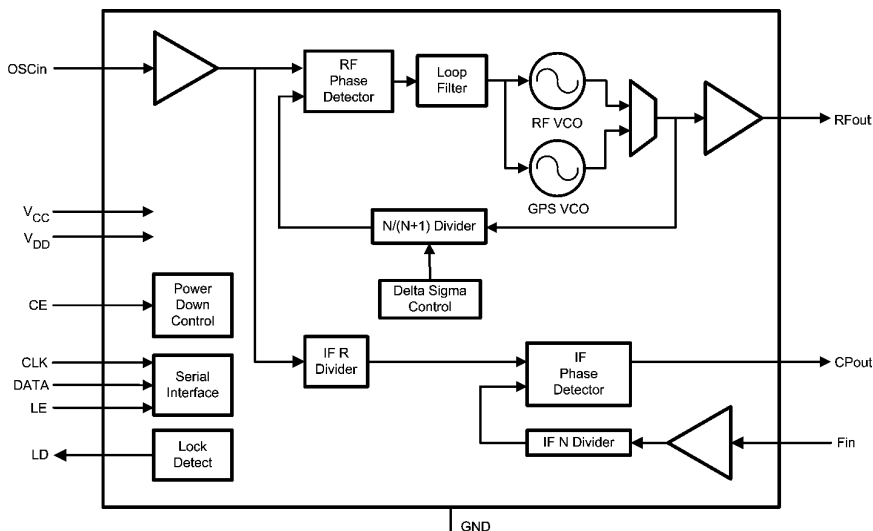 OSCin
RF
Phase
Detector
Loop
Filter
RF VCO
GPS VCO
RFout
VCC
VDD
N/(N+1) Divider
Delta Sigma
Control
CE
Power
Down
Control
CLK
DATA
LE
Serial
Interface
IF R
Divider
IF
Phase
Detector
CPout
LD
Lock
Detect
IF N Divider
Fin
GND